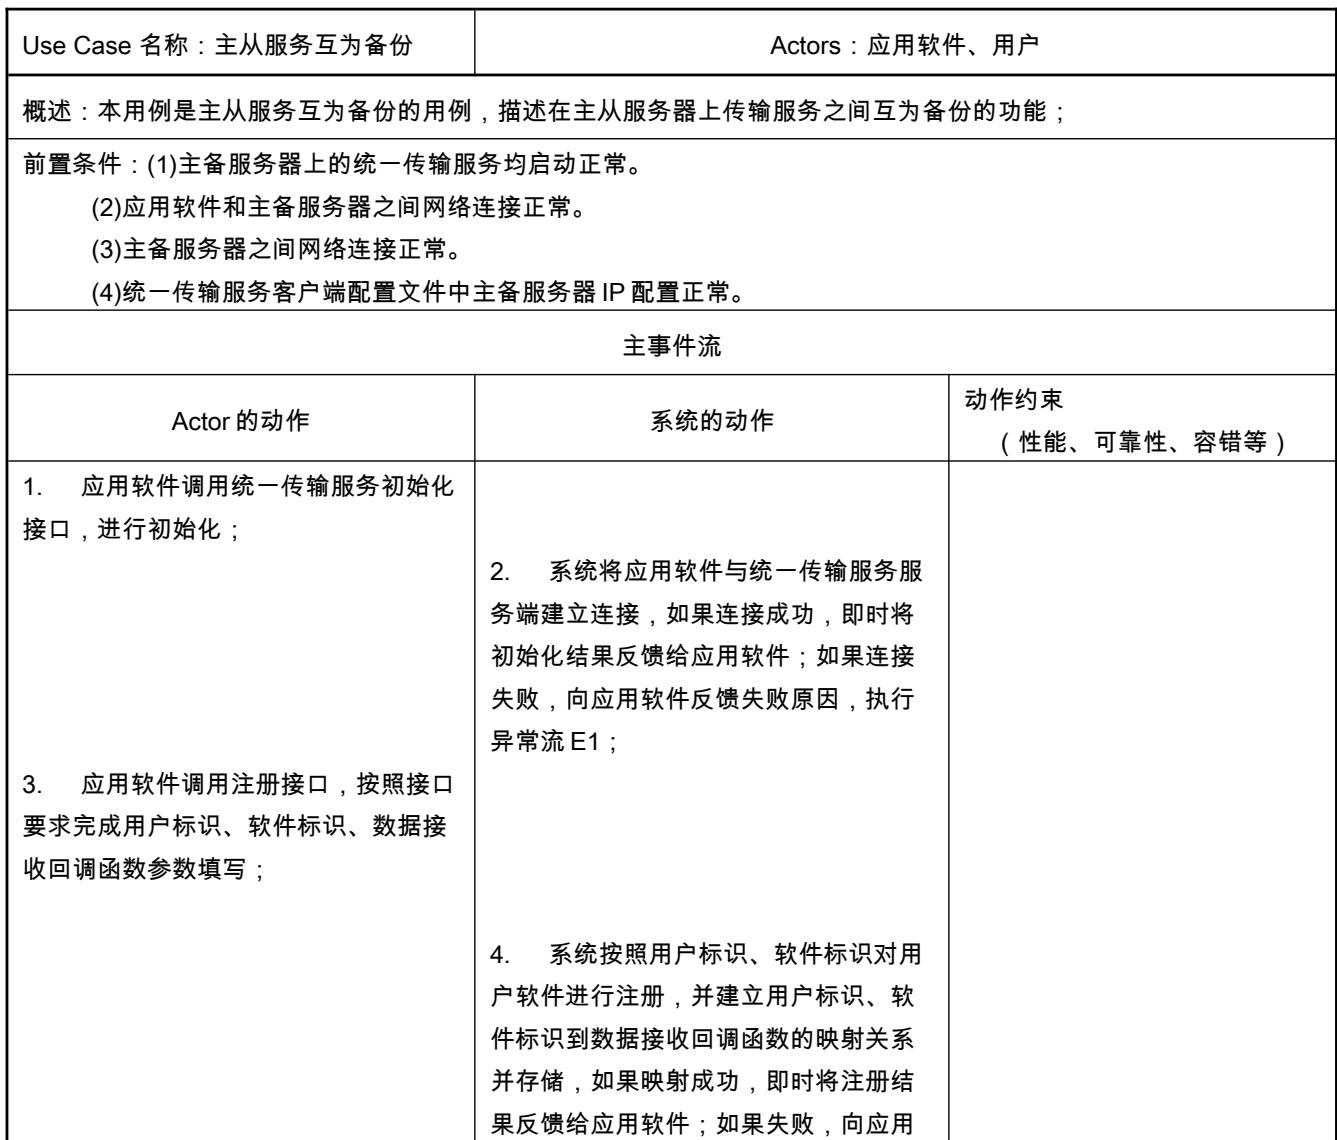 Use Case 名称：主从服务互为备份
Actors：应用软件、用户
概述：本用例是主从服务互为备份的用例，描述在主从服务器上传输服务之间互为备份的功能；
前置条件：(1)主备服务器上的统一传输服务均启动正常。
(2)应用软件和主备服务器之间网络连接正常。
(3)主备服务器之间网络连接正常。
(4)统一传输服务客户端配置文件中主备服务器 IP 配置正常。
主事件流
Actor 的动作
系统的动作
动作约束
（性能、可靠性、容错等）
1. 应用软件调用统一传输服务初始化
接口，进行初始化；
2. 系统将应用软件与统一传输服务服
务端建立连接，如果连接成功，即时将
初始化结果反馈给应用软件；如果连接
失败，向应用软件反馈失败原因，执行
异常流 E1；
3. 应用软件调用注册接口，按照接口
要求完成用户标识、软件标识、数据接
收回调函数参数填写；
4. 系统按照用户标识、软件标识对用
户软件进行注册，并建立用户标识、软
件标识到数据接收回调函数的映射关系
并存储，如果映射成功，即时将注册结
果反馈给应用软件；如果失败，向应用